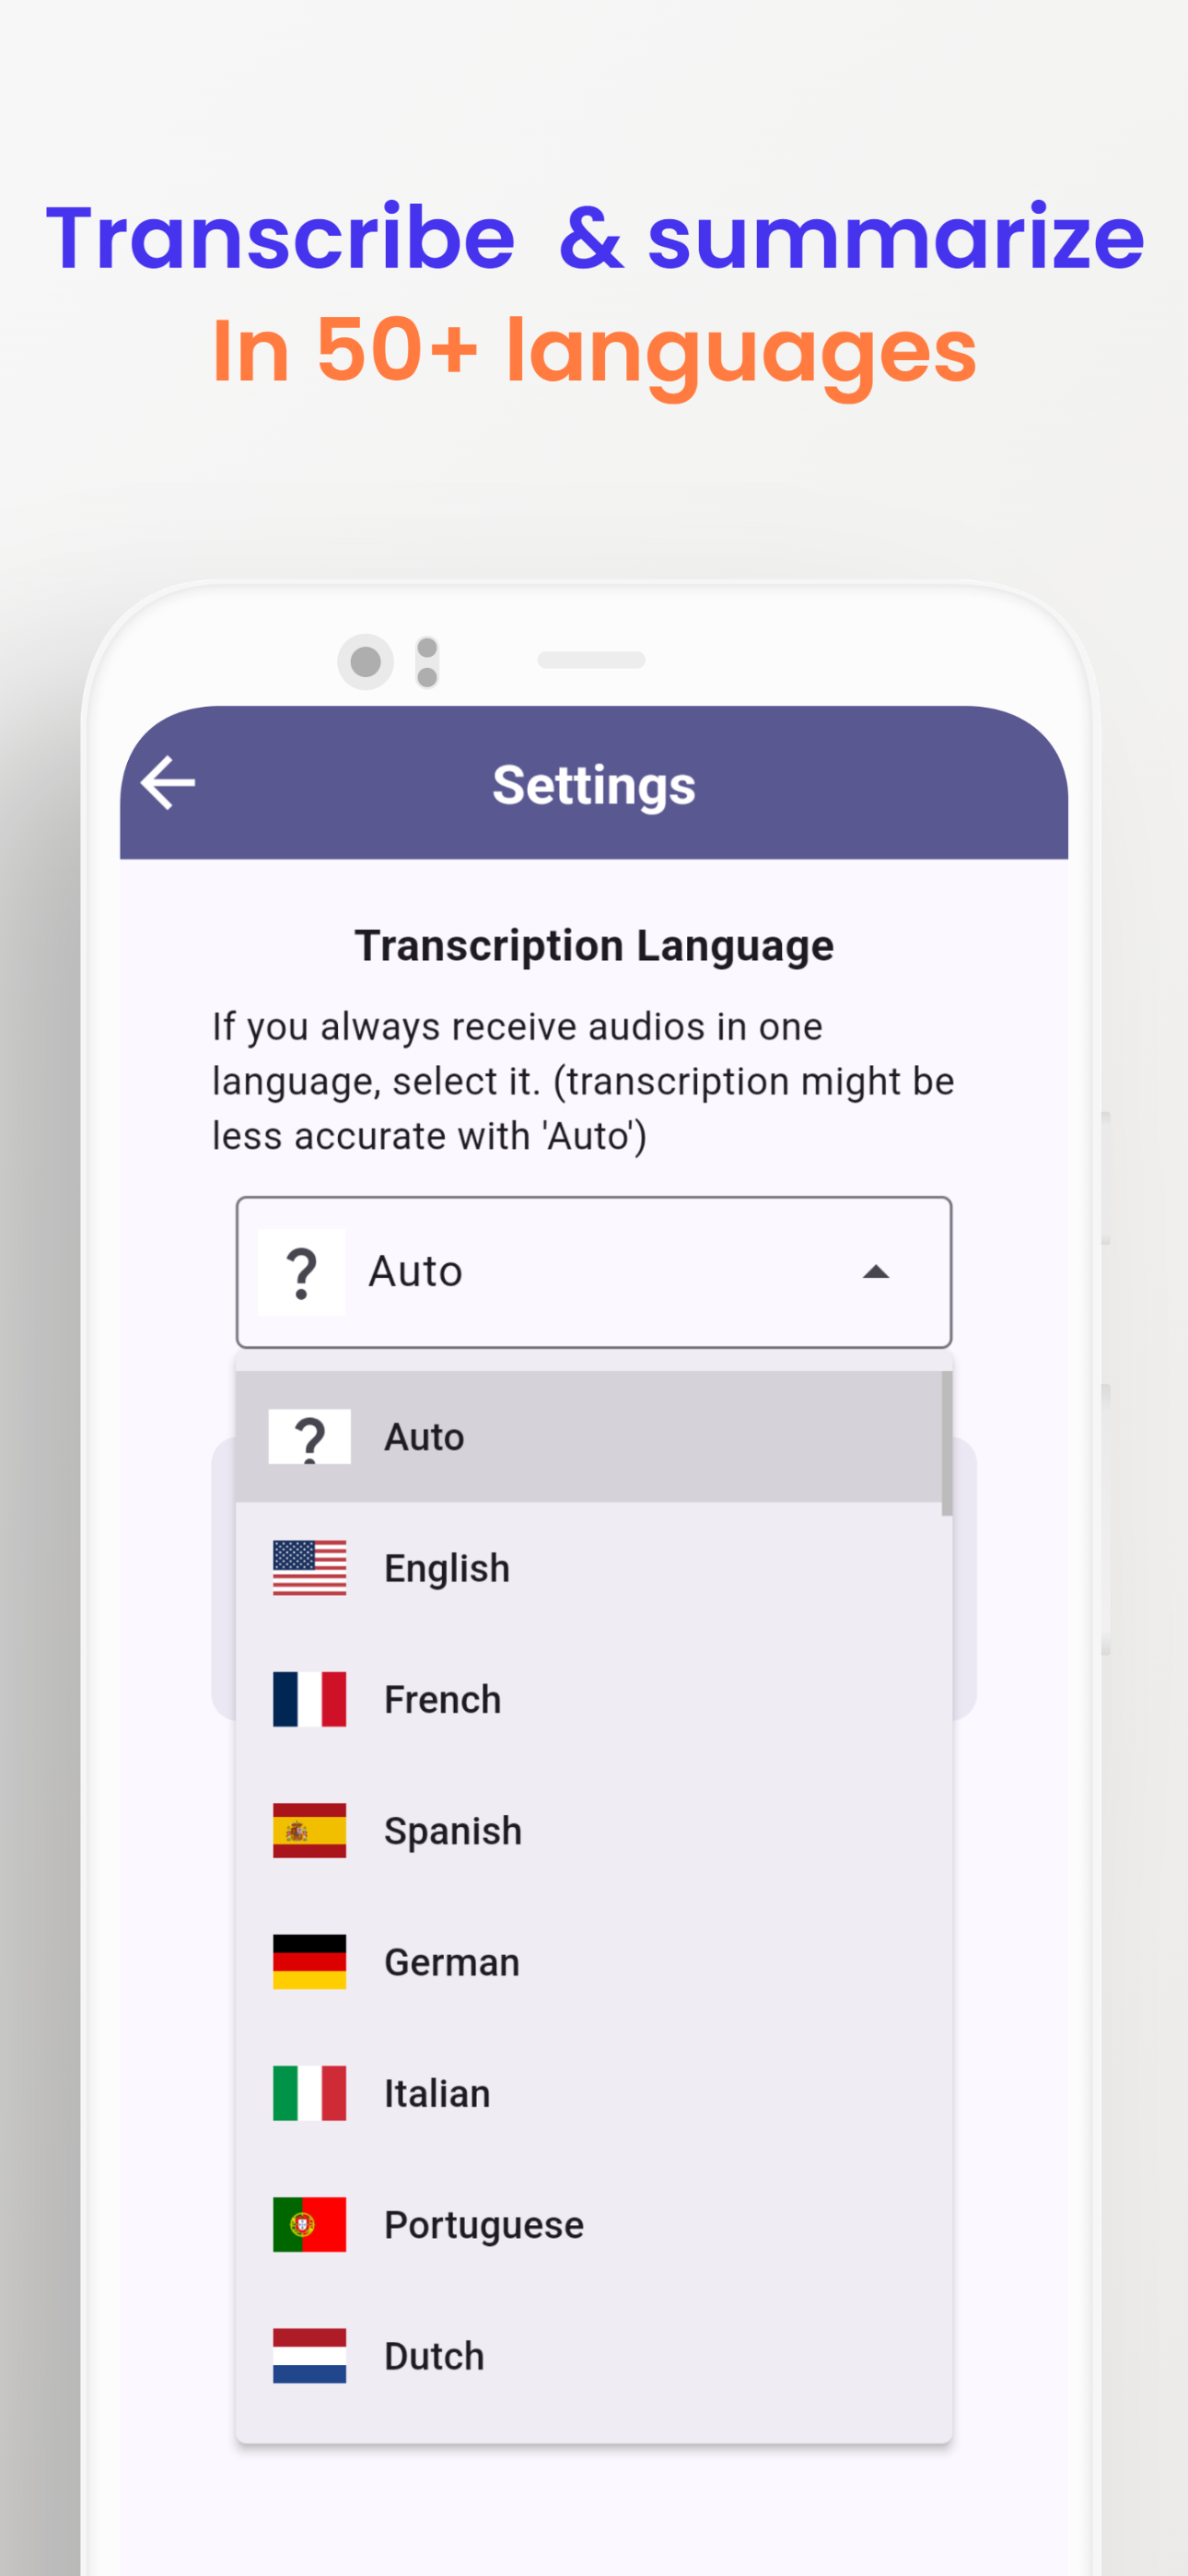 Transcribe & summarize
In 50+ languages
Settings
Transcription Language
If you always receive audios in one
language, select it. (transcription might be
less accurate with 'Auto')
? Auto
? Auto
English
French
Spanish
German
Italian
Portuguese
Dutch